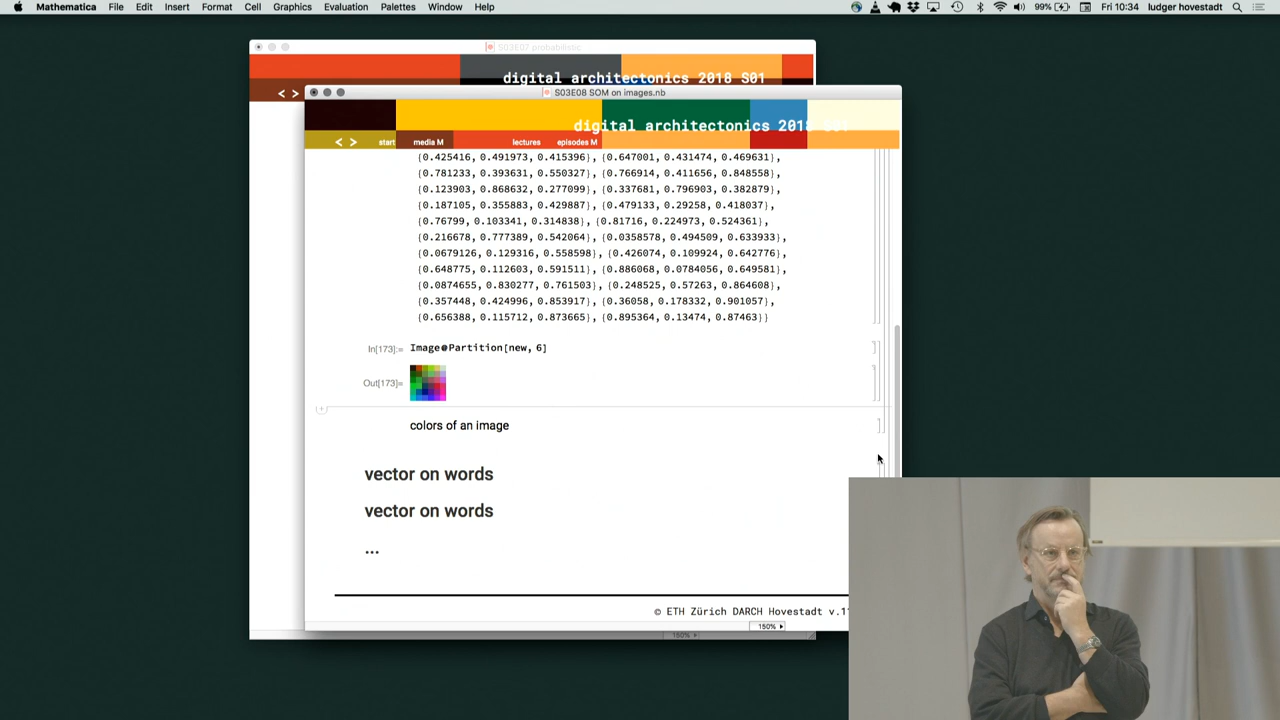 Mathematica File Edit Insert Format Cell Graphics Evaluation Palettes Window Help 99% Fri 10:34 ludger hovestadt
S03E07 probabilistic
digital architectonics 2018 S01
< >
S03E08 SOM on images.nb
digital architectonics 2018 S01
< > start media M lectures episodes M
{0.425416, 0.491973, 0.415396}, {0.647001, 0.431474, 0.469631},
{0.781233, 0.393631, 0.550327}, {0.766914, 0.411656, 0.848558},
{0.123903, 0.868632, 0.277099}, {0.337681, 0.796903, 0.382879},
{0.187105, 0.355883, 0.429887}, {0.479133, 0.29258, 0.418037},
{0.76799, 0.103341, 0.314838}, {0.81716, 0.224973, 0.524361},
{0.216678, 0.777389, 0.542064}, {0.0358578, 0.494509, 0.633933},
{0.0679126, 0.129316, 0.558598}, {0.426074, 0.109924, 0.642776},
{0.648775, 0.112603, 0.591511}, {0.886068, 0.0784056, 0.649581},
{0.0874655, 0.830277, 0.761503}, {0.248525, 0.57263, 0.864608},
{0.357448, 0.424996, 0.853917}, {0.36058, 0.178332, 0.901057},
{0.656388, 0.115712, 0.873665}, {0.895364, 0.13474, 0.87463}}
In[173]:= Image@Partition[new, 6]
Out[173]=
colors of an image
vector on words
vector on words
...
© ETH Zürich DARCH Hovestadt v.1
150%
150%